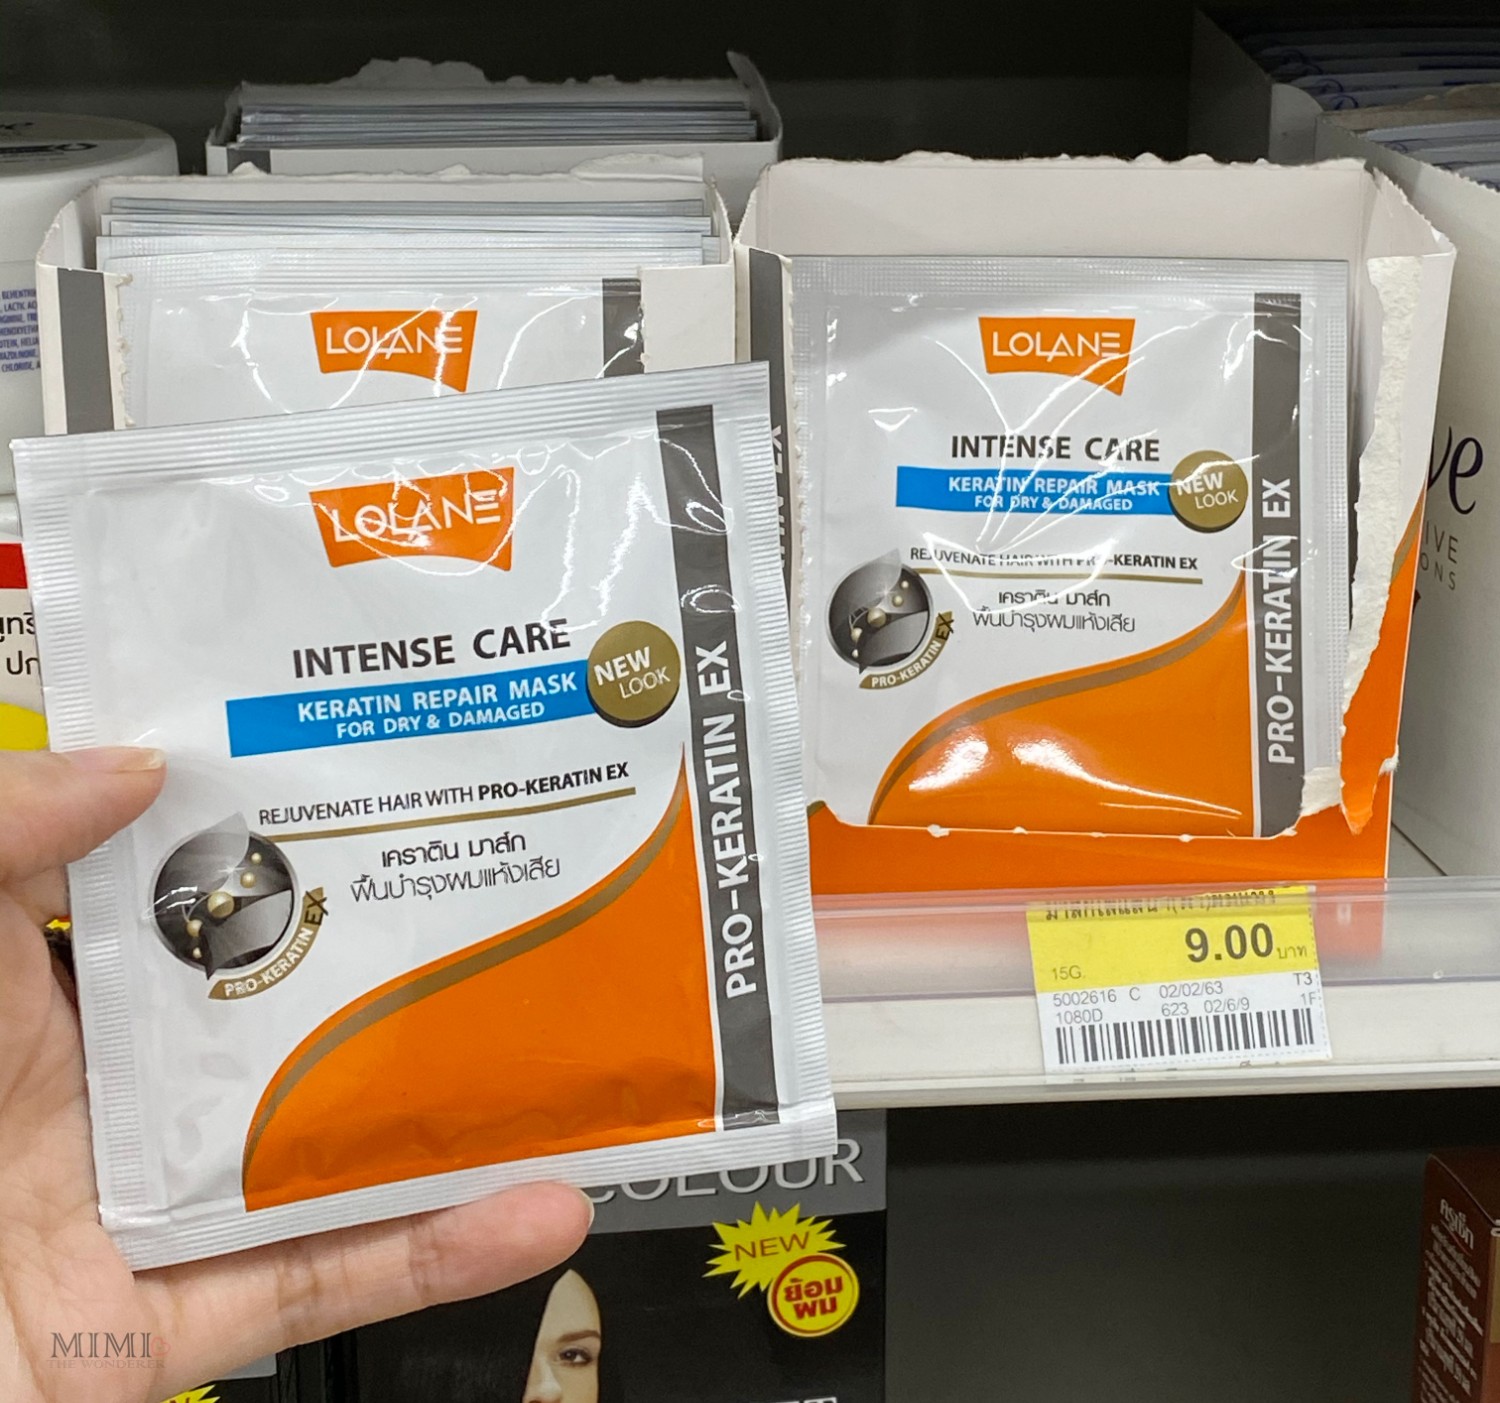 LOLANE
INTENSE CARE
KERATIN REPAIR MASK
FOR DRY & DAMAGED
NEW
LOOK
REJUVENATE HAIR WITH PRO-KERATIN EX
เคราติน มาส์ก
ฟื้นบำรุงผมแห้งเสีย
PRO-KERATIN EX
PRO-KERATIN EX
LOLANE
LOLANE
INTENSE CARE
KERATIN REPAIR MASK
FOR DRY & DAMAGED
NEW
LOOK
REJUVENATE HAIR WITH PRO-KERATIN EX
เคราติน มาส์ก
ฟื้นบำรุงผมแห้งเสีย
PRO-KERATIN EX
PRO-KERATIN EX
9.00 บาท
15G.
5002616 C 02/02/63 T3
1080D 623 02/6/9 1F
COLOUR
NEW
ย้อม
ผม
MIMI
THE WONDERER